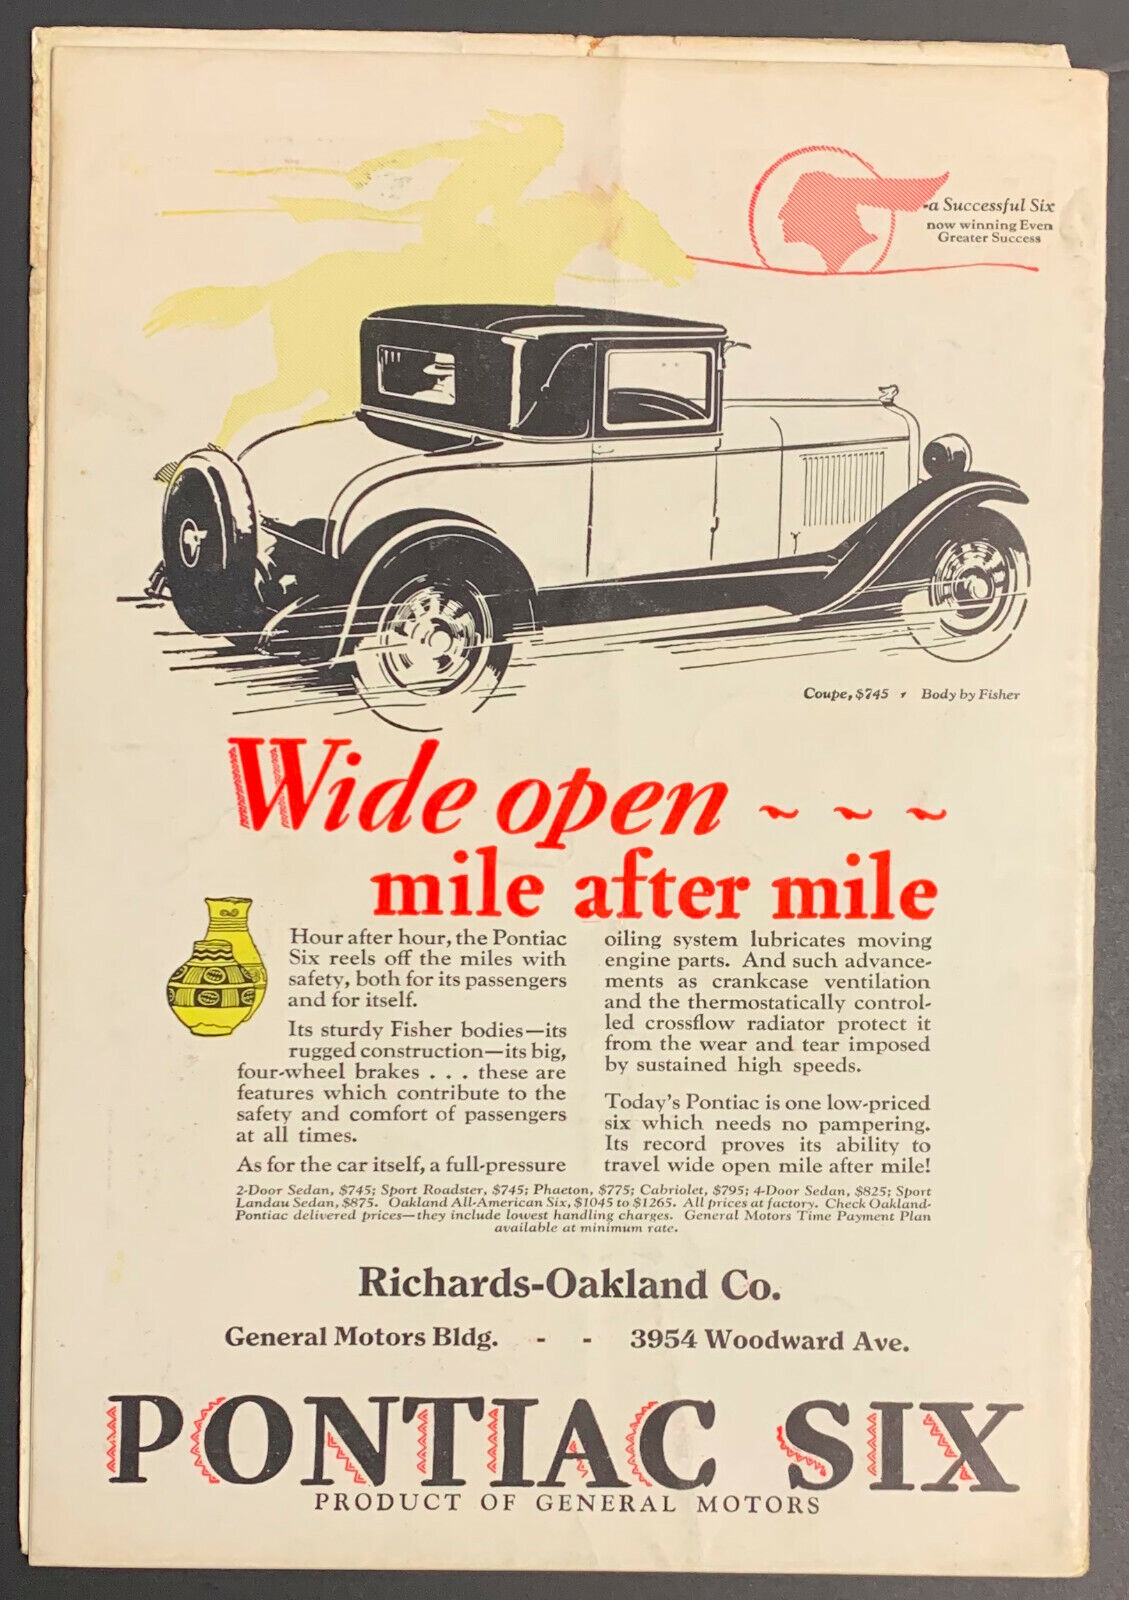 -a Successful Six
now winning Even
Greater Success
Coupe, $745 , Body by Fisher
Wide open ~ ~ ~
mile after mile
Hour after hour, the Pontiac
Six reels off the miles with
safety, both for its passengers
and for itself.
Its sturdy Fisher bodies—its
rugged construction—its big,
four-wheel brakes . . . these are
features which contribute to the
safety and comfort of passengers
at all times.
As for the car itself, a full-pressure
oiling system lubricates moving
engine parts. And such advance-
ments as crankcase ventilation
and the thermostatically control-
led crossflow radiator protect it
from the wear and tear imposed
by sustained high speeds.
Today's Pontiac is one low-priced
six which needs no pampering.
Its record proves its ability to
travel wide open mile after mile!
2-Door Sedan, $745; Sport Roadster, $745; Phaeton, $775; Cabriolet, $795; 4-Door Sedan, $825; Sport
Landau Sedan, $875. Oakland All-American Six, $1045 to $1265. All prices at factory. Check Oakland-
Pontiac delivered prices—they include lowest handling charges. General Motors Time Payment Plan
available at minimum rate.
Richards-Oakland Co.
General Motors Bldg. - - 3954 Woodward Ave.
PONTIAC SIX
PRODUCT OF GENERAL MOTORS